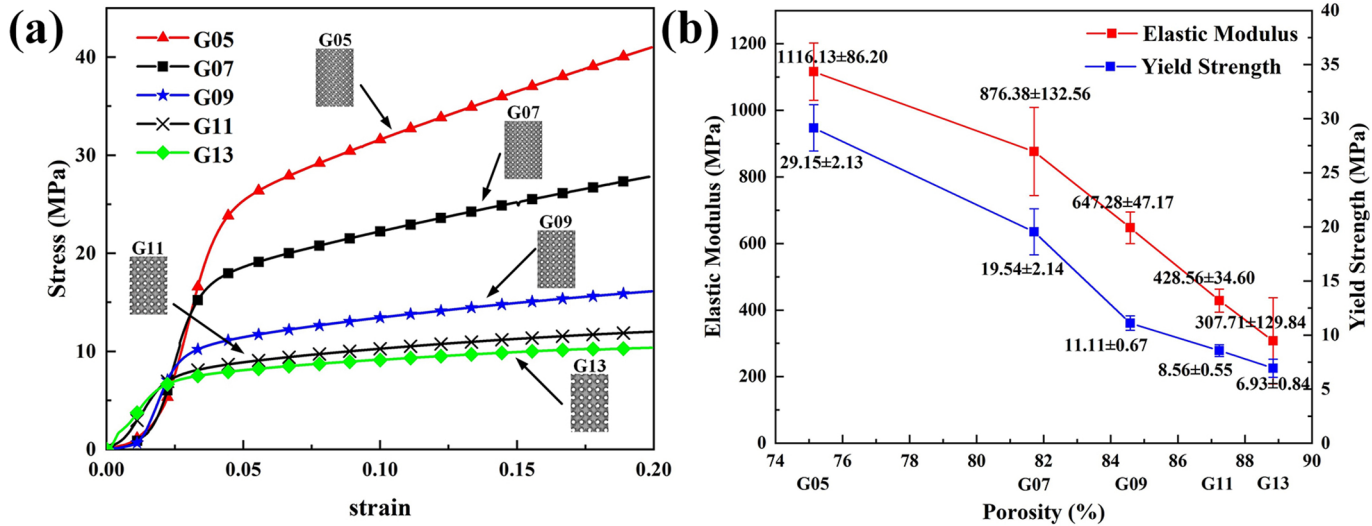 (a)
G05
G07
G09
G11
G13
G05
G07
G09
G11
G13
Stress (MPa)
40
30
20
10
0
0.00
0.05
0.10
0.15
0.20
strain
(b)
Elastic Modulus
Yield Strength
1116.13±86.20
876.38±132.56
647.28±47.17
428.56±34.60
307.71±129.84
29.15±2.13
19.54±2.14
11.11±0.67
8.56±0.55
6.93±0.84
Elastic Modulus (MPa)
1200
1000
800
600
400
200
0
Yield Strength (MPa)
40
35
30
25
20
15
10
5
0
74
76
78
80
82
84
86
88
90
G05
G07
G09
G11
G13
Porosity (%)